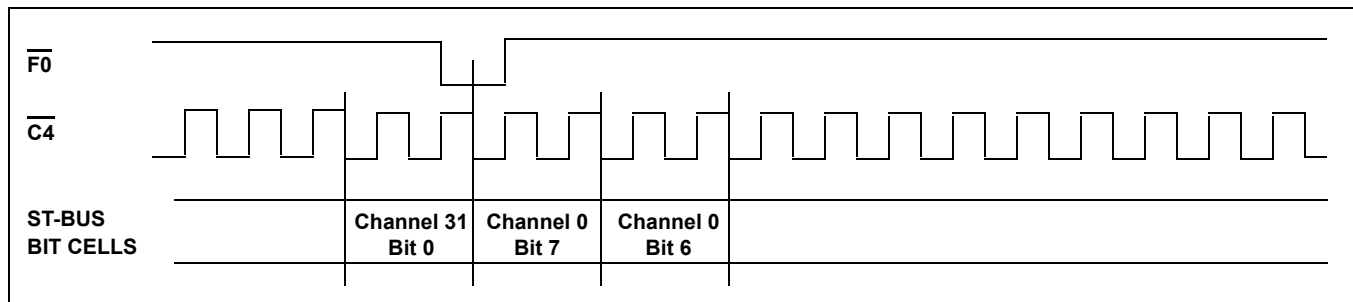 F0
C4
ST-BUS
BIT CELLS
Channel 31
Bit 0
Channel 0
Bit 7
Channel 0
Bit 6